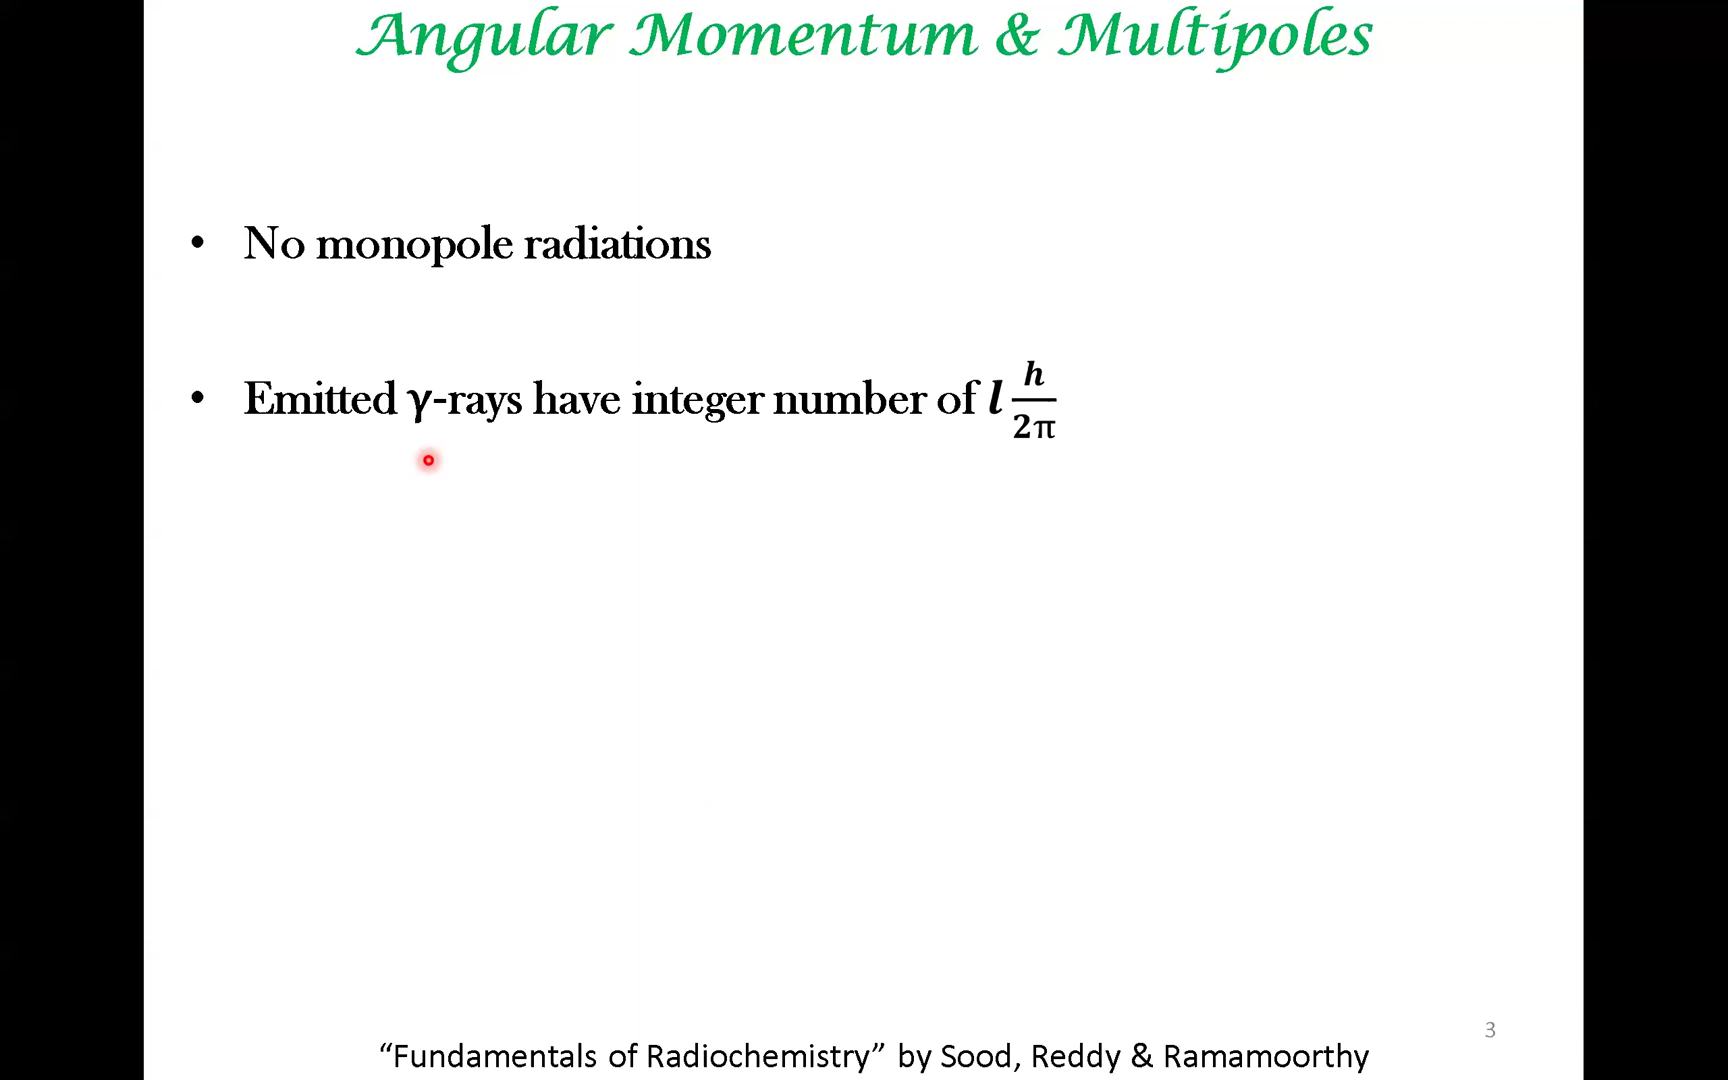 Angular Momentum & Multipoles
• No monopole radiations
• Emitted γ-rays have integer number of l h/2π
3
“Fundamentals of Radiochemistry” by Sood, Reddy & Ramamoorthy